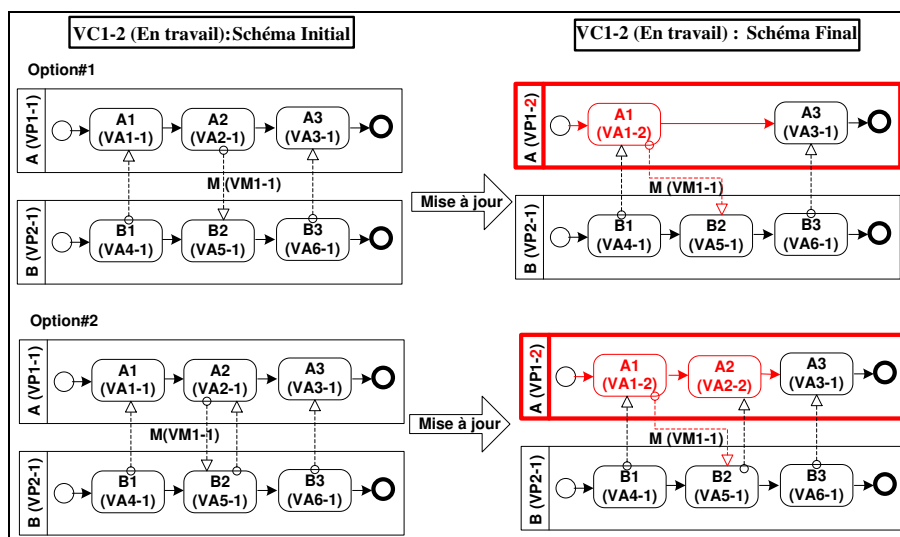 VC1-2 (En travail):Schéma Initial
VC1-2 (En travail) : Schéma Final
Option#1
A (VP1-1)
A1
(VA1-1)
A2
(VA2-1)
A3
(VA3-1)
M (VM1-1)
B (VP2-1)
B1
(VA4-1)
B2
(VA5-1)
B3
(VA6-1)
Mise à jour
A (VP1-2)
A1
(VA1-2)
A3
(VA3-1)
M (VM1-1)
B (VP2-1)
B1
(VA4-1)
B2
(VA5-1)
B3
(VA6-1)
Option#2
A (VP1-1)
A1
(VA1-1)
A2
(VA2-1)
A3
(VA3-1)
M(VM1-1)
B (VP2-1)
B1
(VA4-1)
B2
(VA5-1)
B3
(VA6-1)
Mise à jour
A (VP1-2)
A1
(VA1-2)
A2
(VA2-2)
A3
(VA3-1)
M (VM1-1)
B (VP2-1)
B1
(VA4-1)
B2
(VA5-1)
B3
(VA6-1)